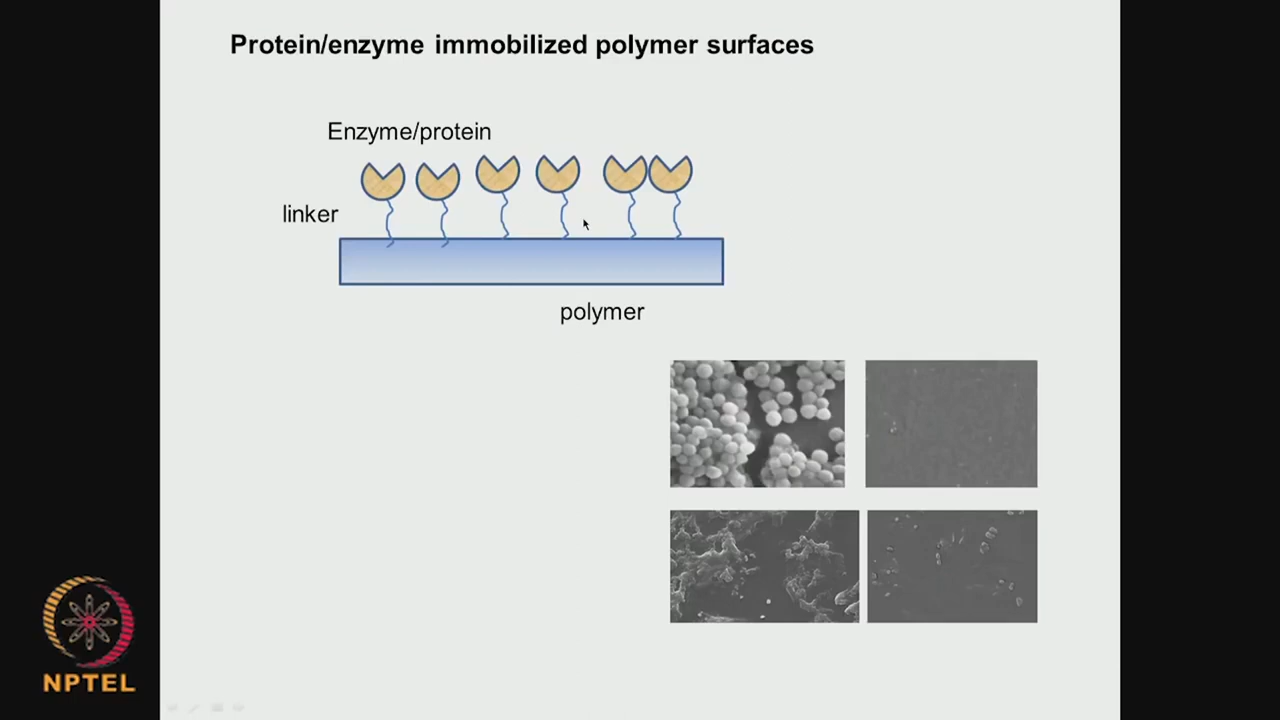 Protein/enzyme immobilized polymer surfaces
Enzyme/protein
linker
polymer
NPTEL